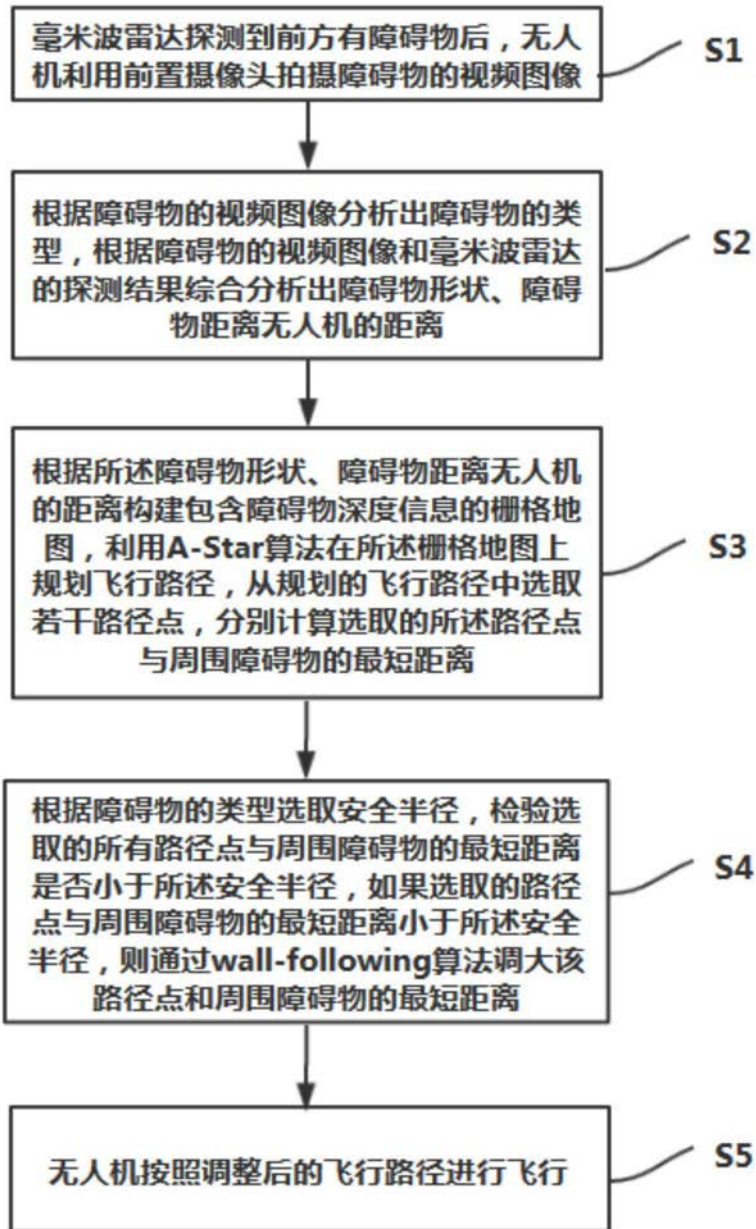 毫米波雷达探测到前方有障碍物后，无人
机利用前置摄像头拍摄障碍物的视频图像
S1
根据障碍物的视频图像分析出障碍物的类
型，根据障碍物的视频图像和毫米波雷达
的探测结果综合分析出障碍物形状、障碍
物距离无人机的距离
S2
根据所述障碍物形状、障碍物距离无人机
的距离构建包含障碍物深度信息的栅格地
图，利用A-Star算法在所述栅格地图上
规划飞行路径，从规划的飞行路径中选取
若干路径点，分别计算选取的所述路径点
与周围障碍物的最短距离
S3
根据障碍物的类型选取安全半径，检验选
取的所有路径点与周围障碍物的最短距离
是否小于所述安全半径，如果选取的路径
点与周围障碍物的最短距离小于所述安全
半径，则通过wall-following算法调大该
路径点和周围障碍物的最短距离
S4
无人机按照调整后的飞行路径进行飞行
S5